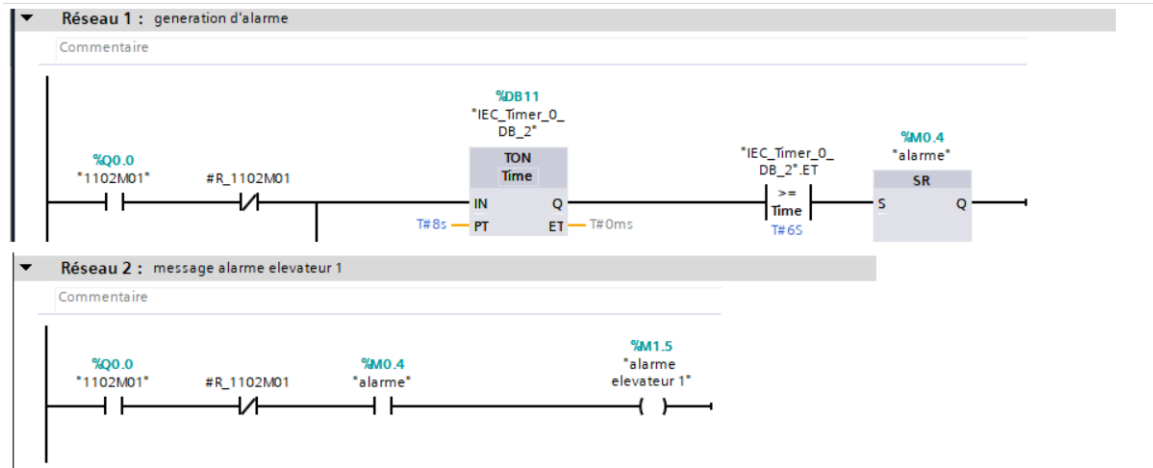 Réseau 1 : generation d'alarme
Commentaire
%DB11
"IEC_Timer_0_
DB_2"
TON
Time
%Q0.0
"1102M01"
#R_1102M01
IN
Q
T#8s
PT
ET
T#0ms
"IEC_Timer_0_
DB_2".ET
>=
Time
T#6S
%M0.4
"alarme"
SR
S
Q
Réseau 2 : message alarme elevateur 1
Commentaire
%Q0.0
"1102M01"
#R_1102M01
%M0.4
"alarme"
%M1.5
"alarme
elevateur 1"